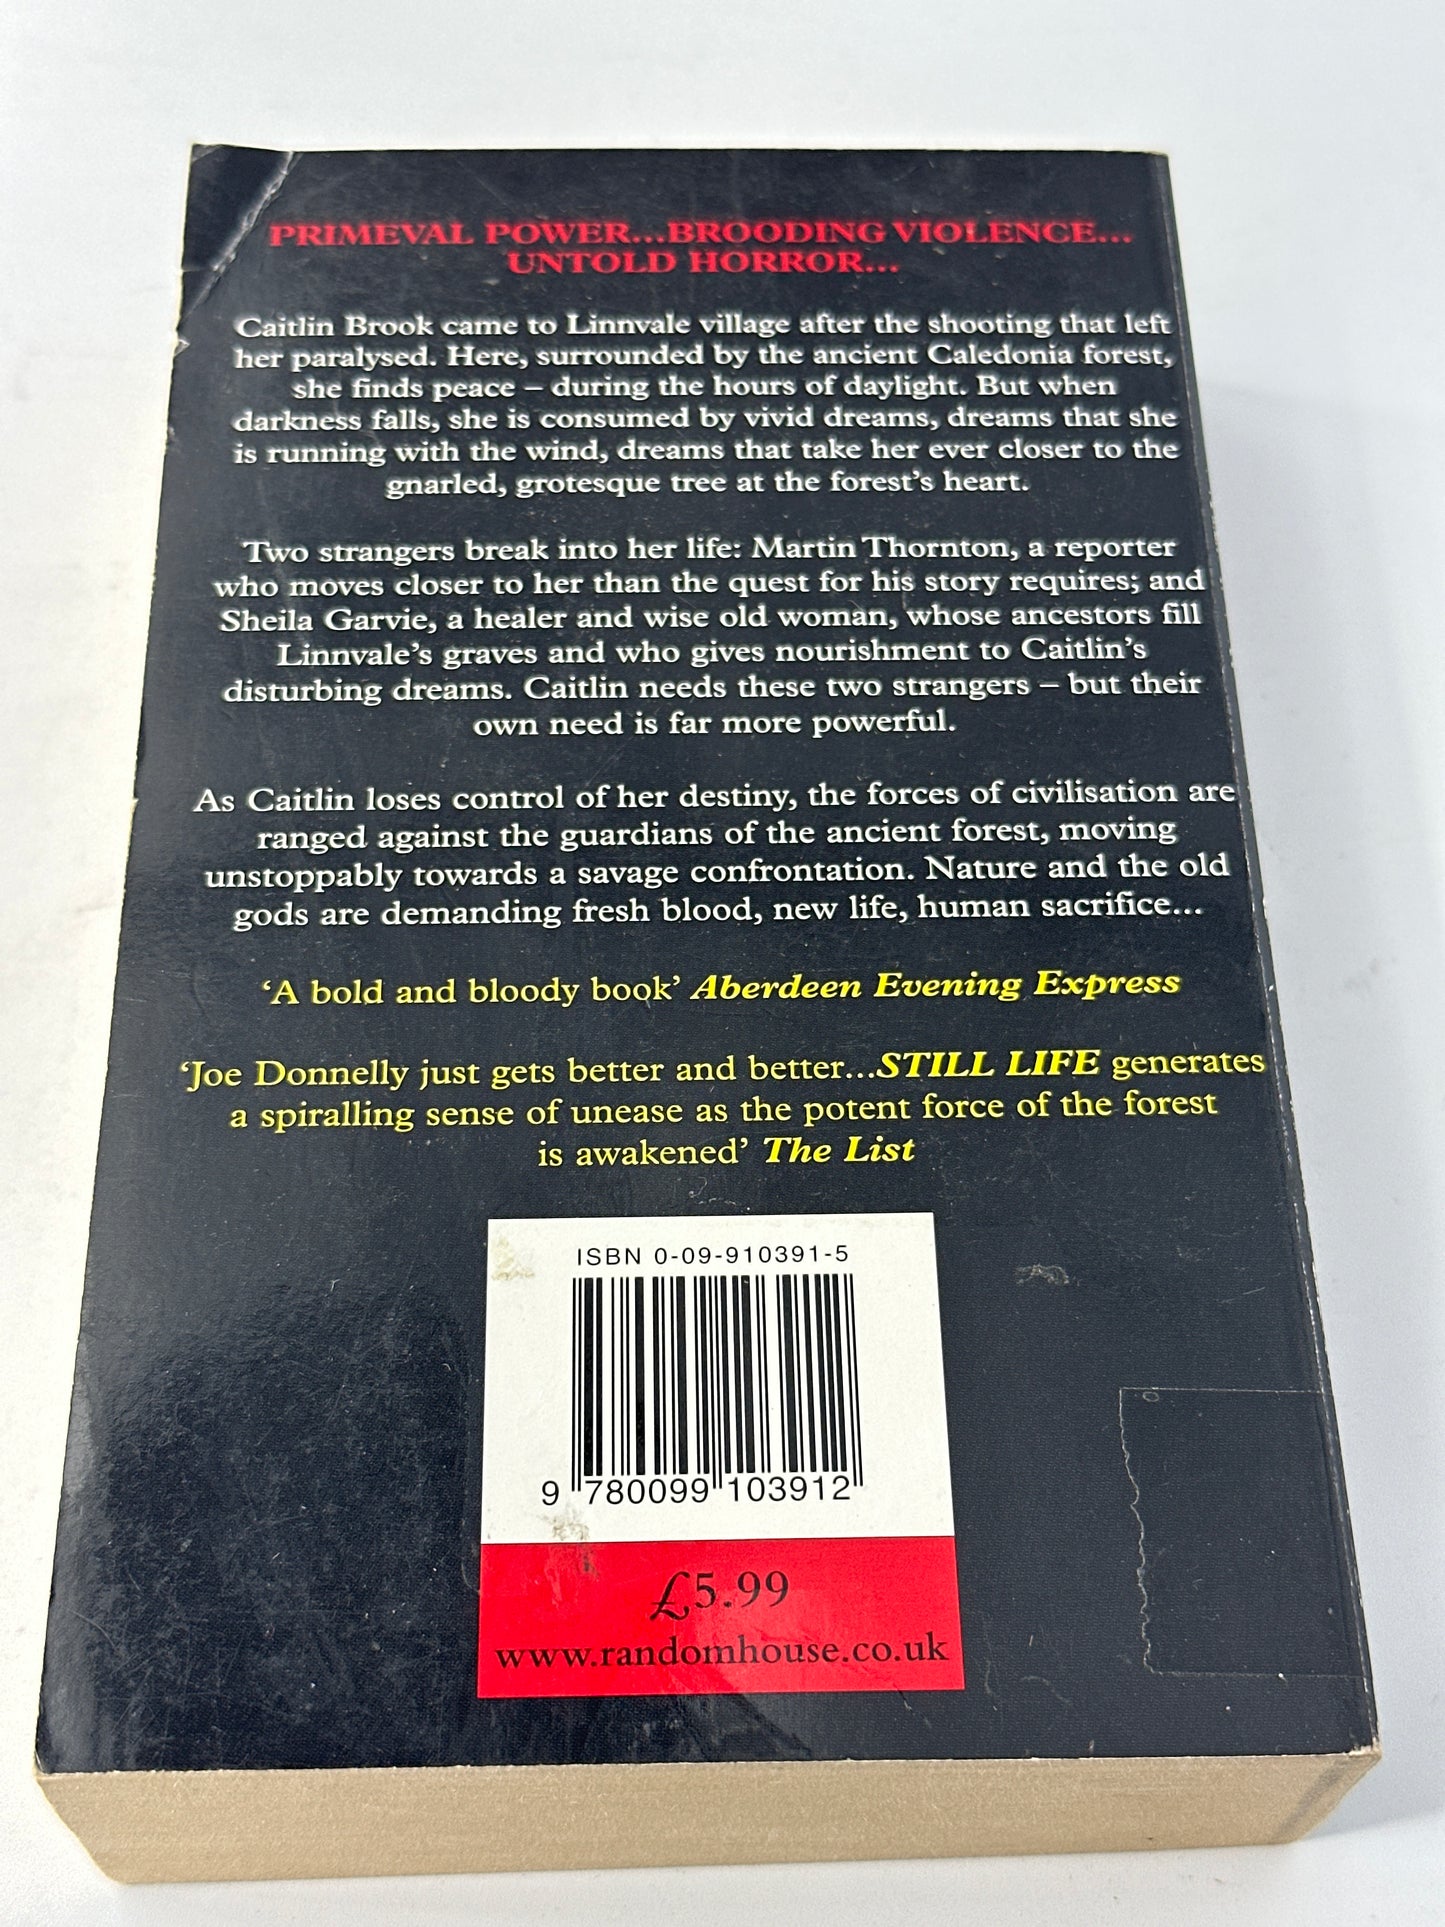 PRIMEVAL POWER...BROODING VIOLENCE...
UNTOLD HORROR...
Caitlin Brook came to Linnvale village after the shooting that left
her paralysed. Here, surrounded by the ancient Caledonia forest,
she finds peace – during the hours of daylight. But when
darkness falls, she is consumed by vivid dreams, dreams that she
is running with the wind, dreams that take her ever closer to the
gnarled, grotesque tree at the forest's heart.
Two strangers break into her life: Martin Thornton, a reporter
who moves closer to her than the quest for his story requires; and
Sheila Garvie, a healer and wise old woman, whose ancestors fill
Linnvale's graves and who gives nourishment to Caitlin's
disturbing dreams. Caitlin needs these two strangers – but their
own need is far more powerful.
As Caitlin loses control of her destiny, the forces of civilisation are
ranged against the guardians of the ancient forest, moving
unstoppably towards a savage confrontation. Nature and the old
gods are demanding fresh blood, new life, human sacrifice...
'A bold and bloody book' Aberdeen Evening Express
'Joe Donnelly just gets better and better...STILL LIFE generates
a spiralling sense of unease as the potent force of the forest
is awakened' The List
ISBN 0-09-910391-5
9 780099 103912
£5.99
www.randomhouse.co.uk